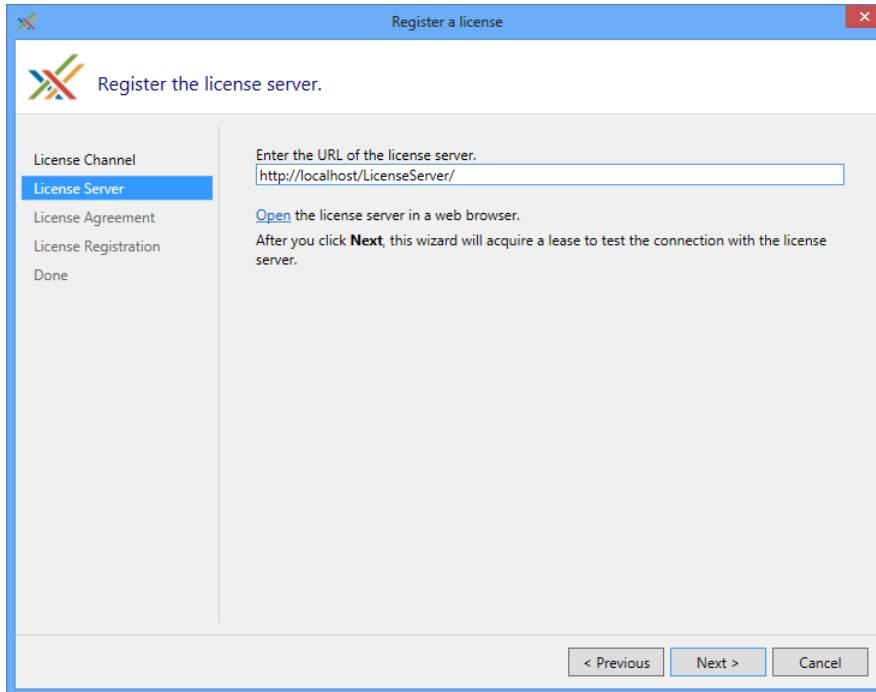 Register a license
Register the license server.
License Channel
License Server
License Agreement
License Registration
Done
Enter the URL of the license server.
http://localhost/LicenseServer/
Open the license server in a web browser.
After you click Next, this wizard will acquire a lease to test the connection with the license
server.
< Previous
Next >
Cancel